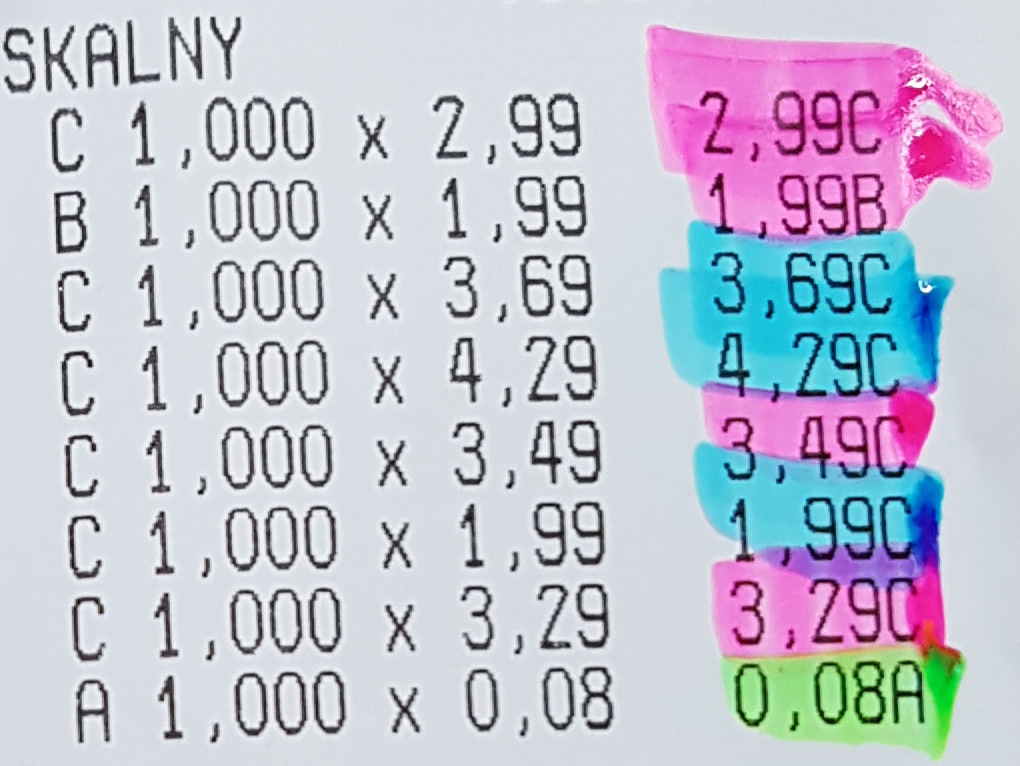 SKALNY
C 1,000 x 2,99 2,99C
B 1,000 x 1,99 1,99B
C 1,000 x 3,69 3,69C
C 1,000 x 4,29 4,29C
C 1,000 x 3,49 3,49C
C 1,000 x 1,99 1,99C
C 1,000 x 3,29 3,29C
A 1,000 x 0,08 0,08A